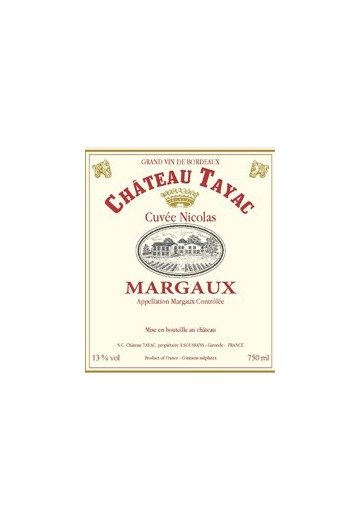 GRAND VIN DE BORDEAUX
CHÂTEAU TAYAC
Cuvée Nicolas
MARGAUX
Appellation Margaux Contrôlée
Mise en bouteille au château
S.C. Château TAYAC, propriétaire À SOUSSANS - Gironde - FRANCE
13 % vol Product of France - Contains sulphites 750 ml